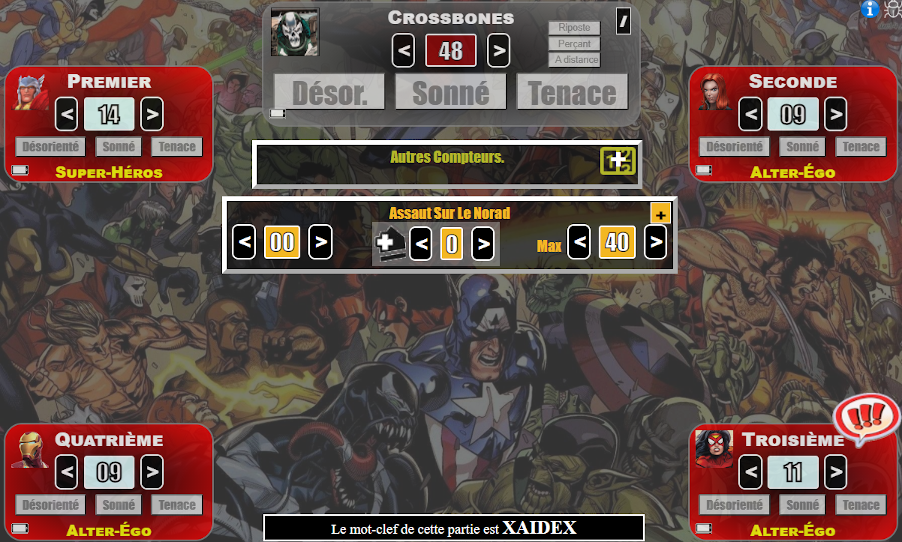 Crossbones
< 48 >
Riposte
Perçant
A distance
/
Désor. Sonné Tenace
Premier
< 14 >
Désorienté Sonné Tenace
Super-Héros
Seconde
< 09 >
Désorienté Sonné Tenace
Alter-Égo
Autres Compteurs.
+
Assaut Sur Le Norad
+
< 00 >
+ < 0 >
Max < 40 >
Quatrième
< 09 >
Désorienté Sonné Tenace
Alter-Égo
!!!
Troisième
< 11 >
Désorienté Sonné Tenace
Alter-Égo
Le mot-clef de cette partie est XAIDEX